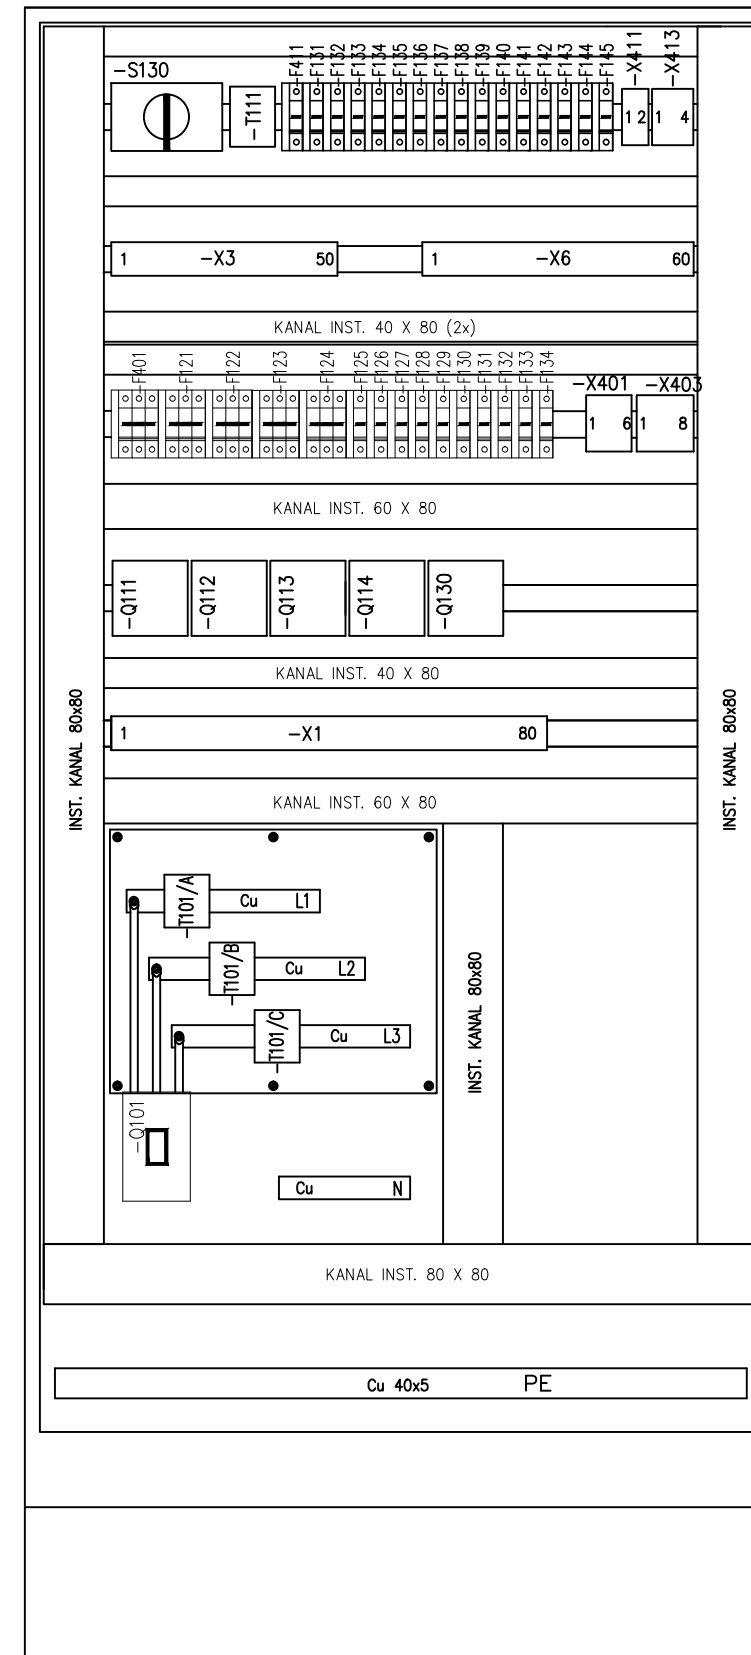 -S130
-T111
-F411
-F131
-F132
-F133
-F134
-F135
-F136
-F137
-F138
-F139
-F140
-F141
-F142
-F143
-F144
-F145
-X411
-X413
1 2
1 4
1 -X3 50
1 -X6 60
KANAL INST. 40 X 80 (2x)
-F401
-F121
-F122
-F123
-F124
-F125
-F126
-F127
-F128
-F129
-F130
-F131
-F132
-F133
-F134
-X401
-X403
1 6
1 8
KANAL INST. 60 X 80
-Q111
-Q112
-Q113
-Q114
-Q130
KANAL INST. 40 X 80
INST. KANAL 80x80
INST. KANAL 80x80
1 -X1 80
KANAL INST. 60 X 80
-T101/A
Cu L1
-T101/B
Cu L2
-T101/C
Cu L3
INST. KANAL 80x80
-Q101
Cu N
KANAL INST. 80 X 80
Cu 40x5 PE